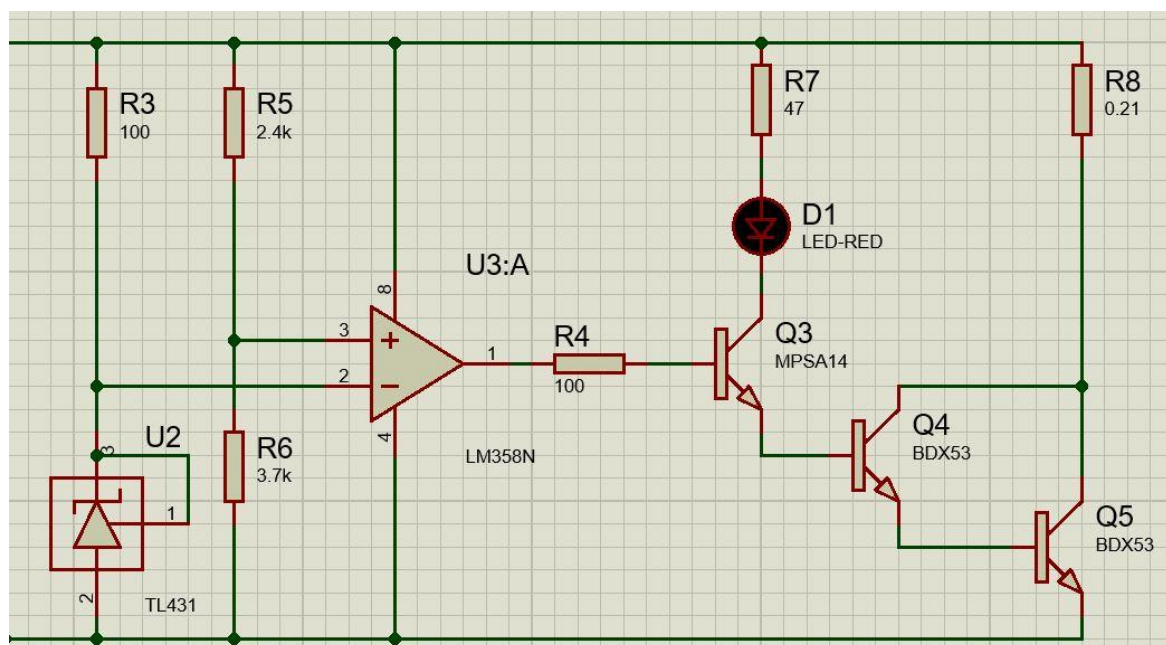 R3
100
R5
2.4k
R7
47
R8
0.21
D1
LED-RED
U3:A
8
3
+
1
2
−
4
LM358N
R4
100
Q3
MPSA14
Q4
BDX53
Q5
BDX53
U2
3
1
2
TL431
R6
3.7k